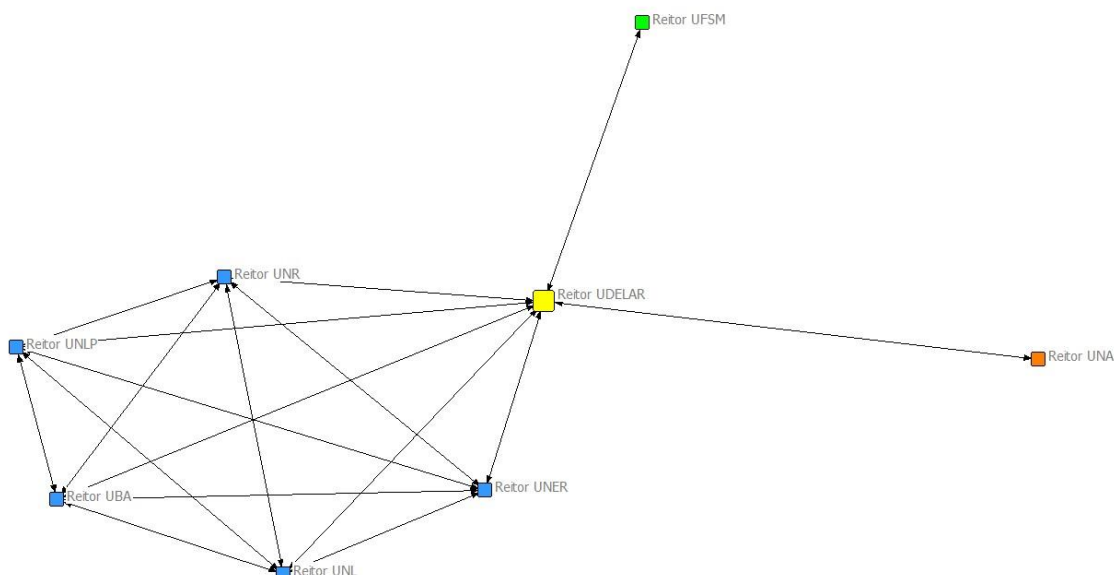 Reitor UFSM
Reitor UNR
Reitor UDELAR
Reitor UNLP
Reitor UNA
Reitor UBA
Reitor UNER
Reitor UNL